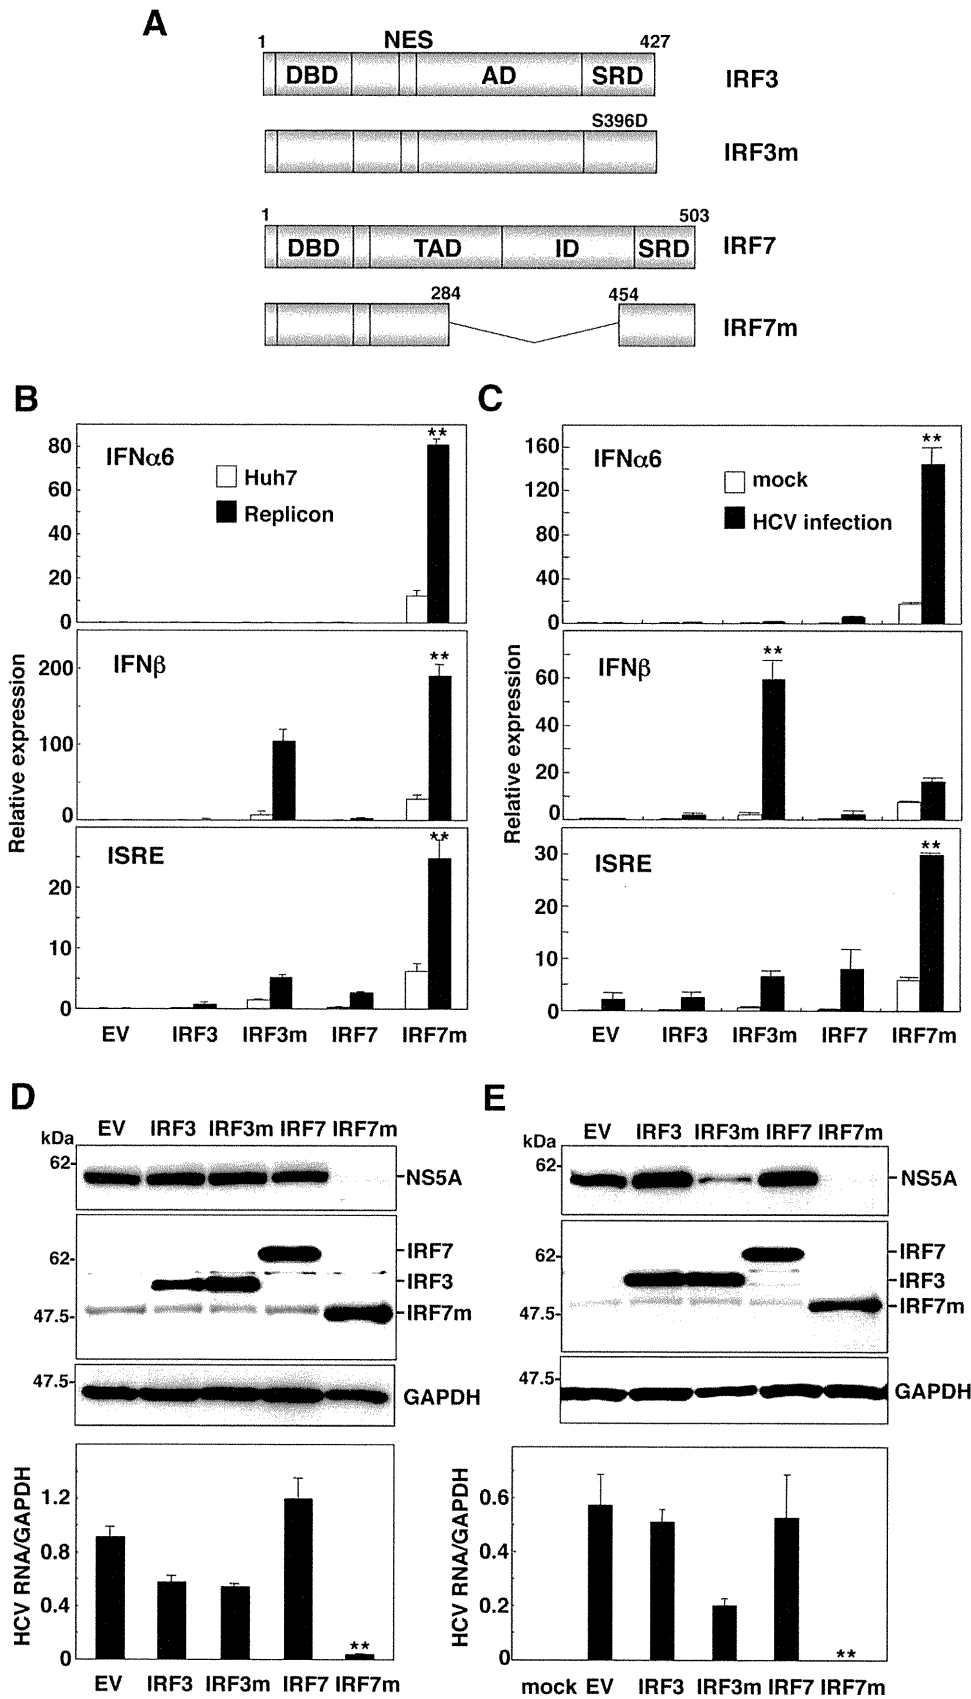 A
1 NES 427
DBD AD SRD IRF3
S396D
IRF3m
1 503
DBD TAD ID SRD IRF7
284 454
IRF7m
B
80
60
40
20
0
IFNα6
Huh7
Replicon
**
200
100
0
IFNβ
**
20
10
0
ISRE
**
Relative expression
EV IRF3 IRF3m IRF7 IRF7m
C
160
120
80
40
0
IFNα6
mock
HCV infection
**
60
40
20
0
IFNβ
**
30
20
10
0
ISRE
**
Relative expression
EV IRF3 IRF3m IRF7 IRF7m
D
EV IRF3 IRF3m IRF7 IRF7m
kDa
62
NS5A
62
47.5
IRF7
IRF3
IRF7m
47.5
GAPDH
HCV RNA/GAPDH
1.2
0.8
0.4
0
**
EV IRF3 IRF3m IRF7 IRF7m
E
EV IRF3 IRF3m IRF7 IRF7m
kDa
62
NS5A
62
47.5
IRF7
IRF3
IRF7m
47.5
GAPDH
HCV RNA/GAPDH
0.6
0.4
0.2
0
**
mock EV IRF3 IRF3m IRF7 IRF7m